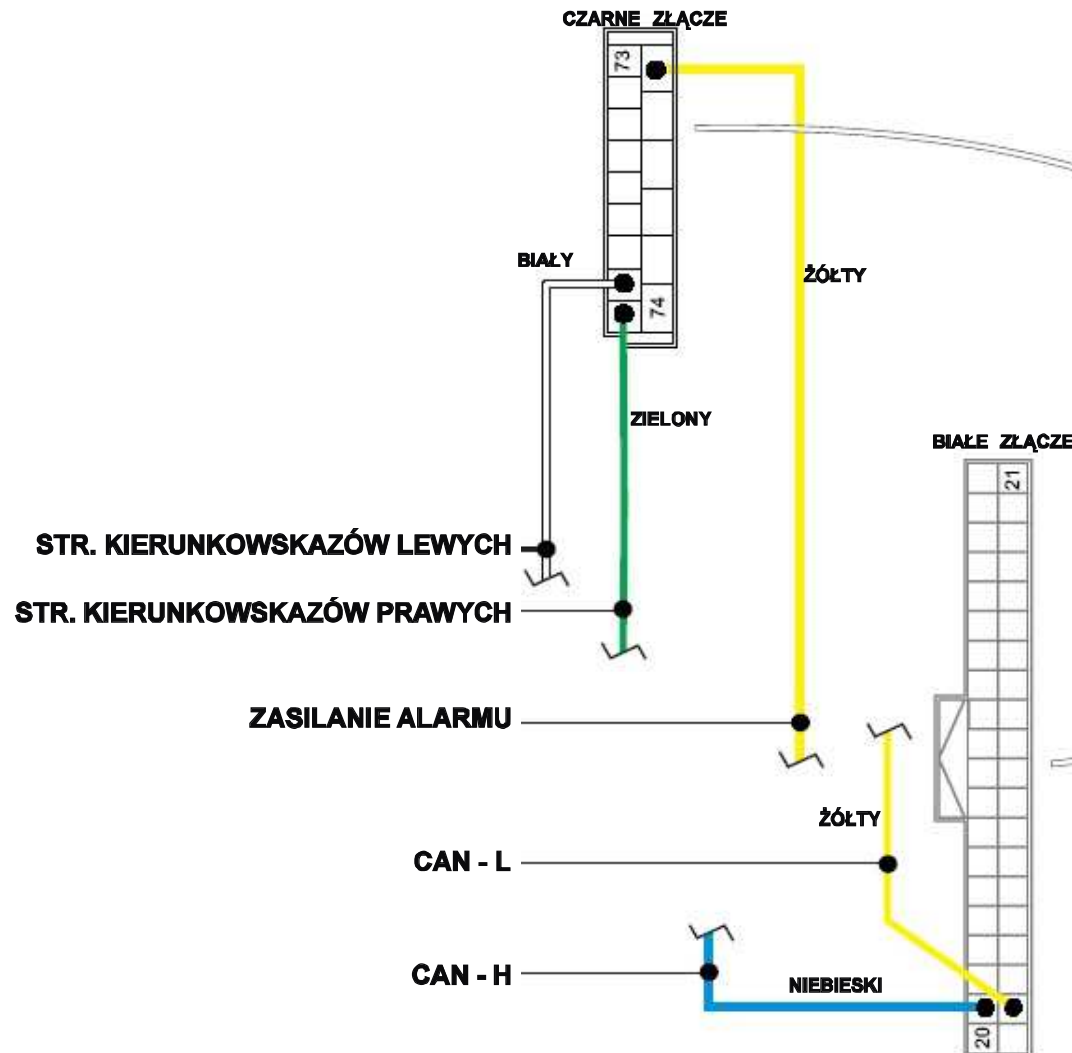 CZARNE ZŁĄCZE
73
BIAŁY
ŻÓŁTY
74
ZIELONY
BIAŁE ZŁĄCZE
21
STR. KIERUNKOWSKAZÓW LEWYCH
STR. KIERUNKOWSKAZÓW PRAWYCH
ZASILANIE ALARMU
ŻÓŁTY
CAN - L
CAN - H
NIEBIESKI
20